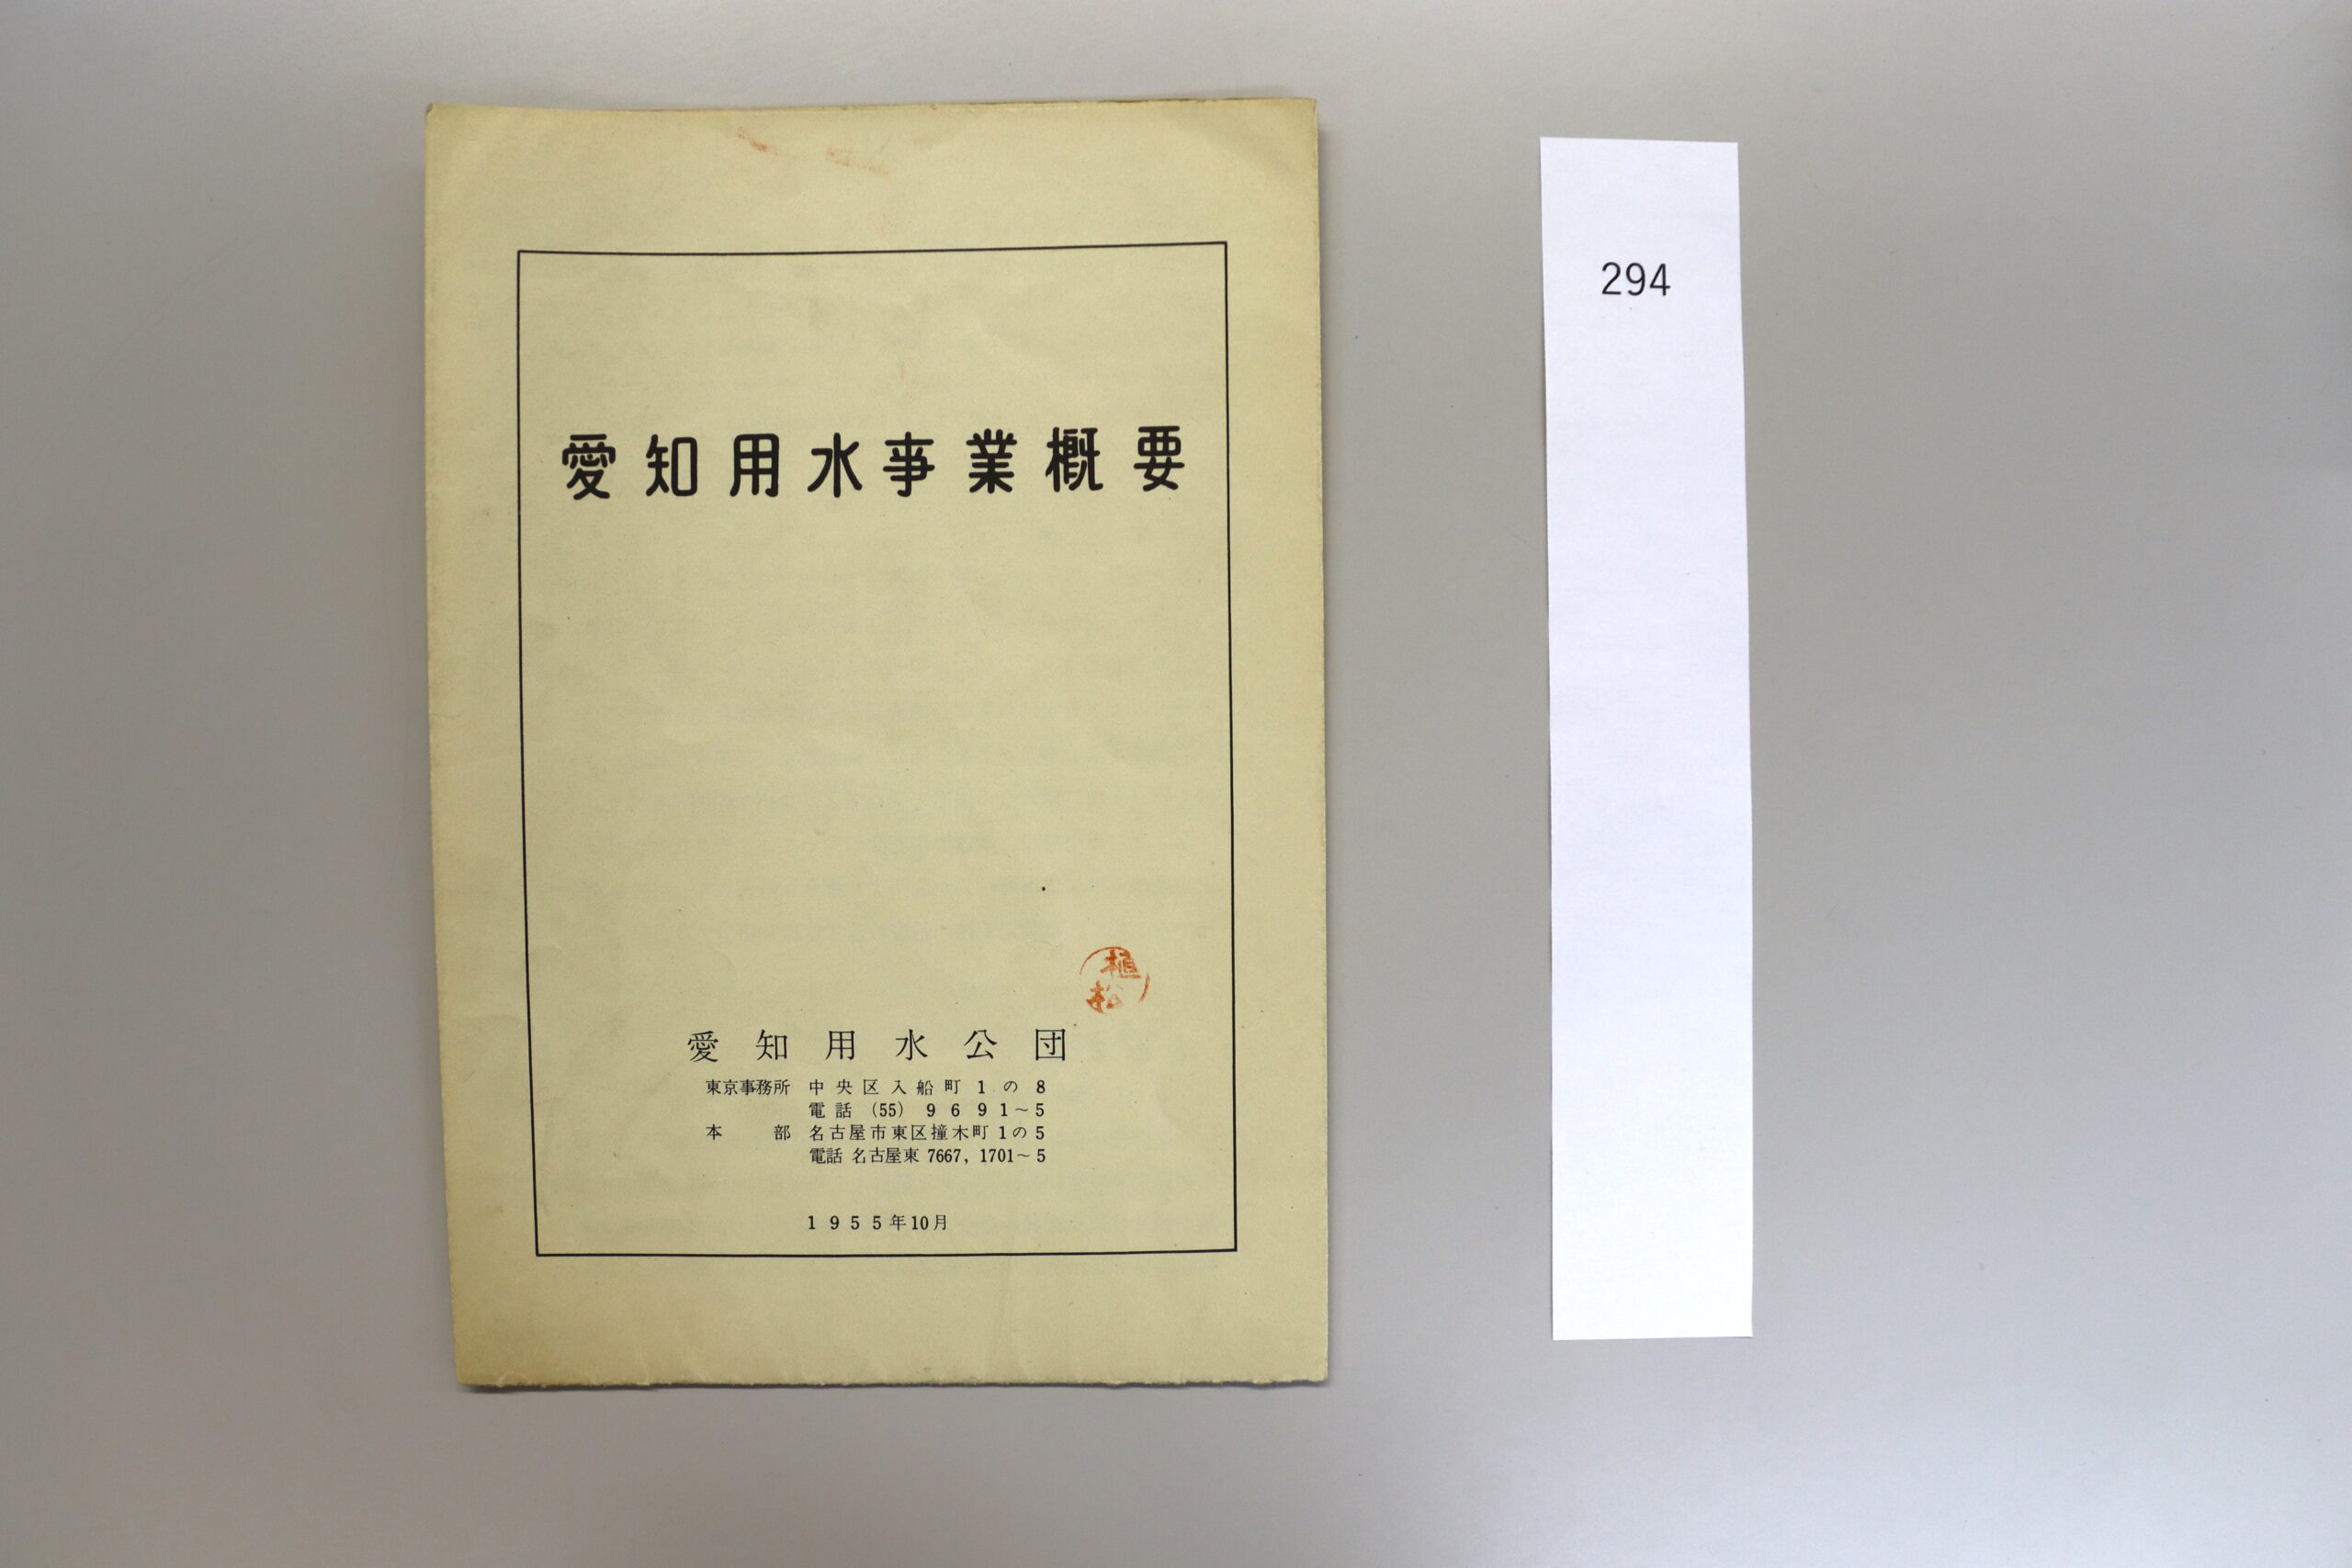 愛知用水事業概要
植松
愛知用水公団
東京事務所 中央区入船町1の8
電話 (55) 9691~5
本部 名古屋市東区撞木町1の5
電話 名古屋東 7667, 1701~5
1955年10月
294